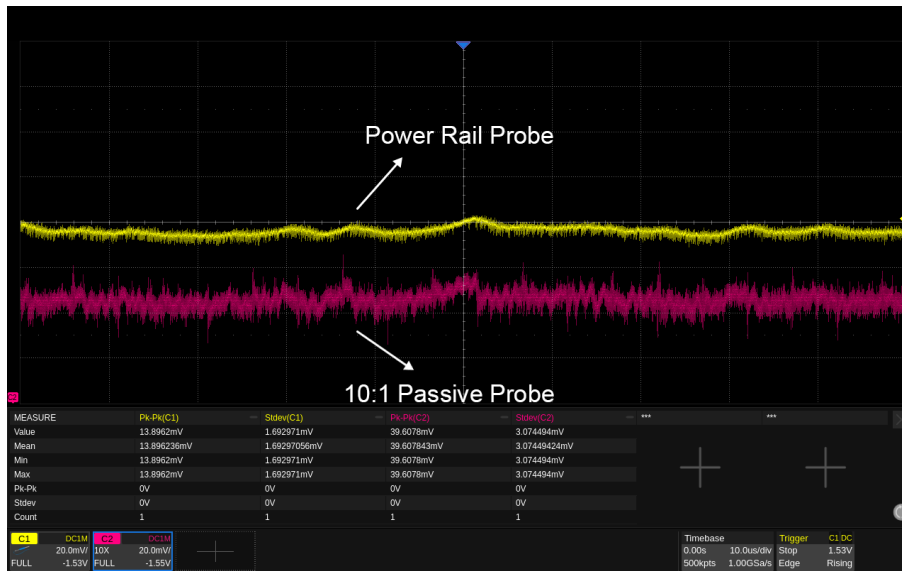 Power Rail Probe
10:1 Passive Probe
C2
MEASURE Pk-Pk(C1) Stdev(C1) Pk-Pk(C2) Stdev(C2) *** ***
Value 13.8962mV 1.692971mV 39.6078mV 3.074494mV
Mean 13.896236mV 1.69297056mV 39.607843mV 3.07449424mV
Min 13.8962mV 1.692971mV 39.6078mV 3.074494mV
Max 13.8962mV 1.692971mV 39.6078mV 3.074494mV
Pk-Pk 0V 0V 0V 0V
Stdev 0V 0V 0V 0V
Count 1 1 1 1
C1 DC1M C2 DC1M Timebase Trigger C1 DC
20.0mV/ 10X 20.0mV/ 0.00s 10.0us/div Stop 1.53V
FULL -1.53V FULL -1.55V 500kpts 1.00GSa/s Edge Rising